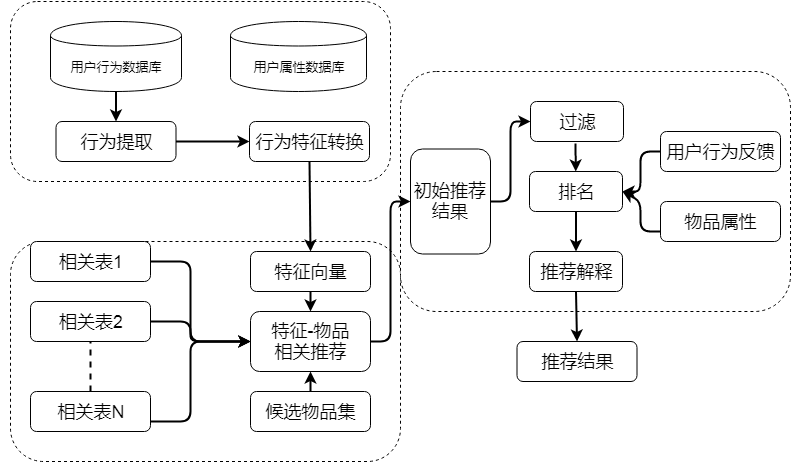 用户行为数据库
用户属性数据库
行为提取
行为特征转换
相关表1
相关表2
相关表N
特征向量
特征-物品
相关推荐
候选物品集
初始推荐
结果
过滤
排名
推荐解释
用户行为反馈
物品属性
推荐结果